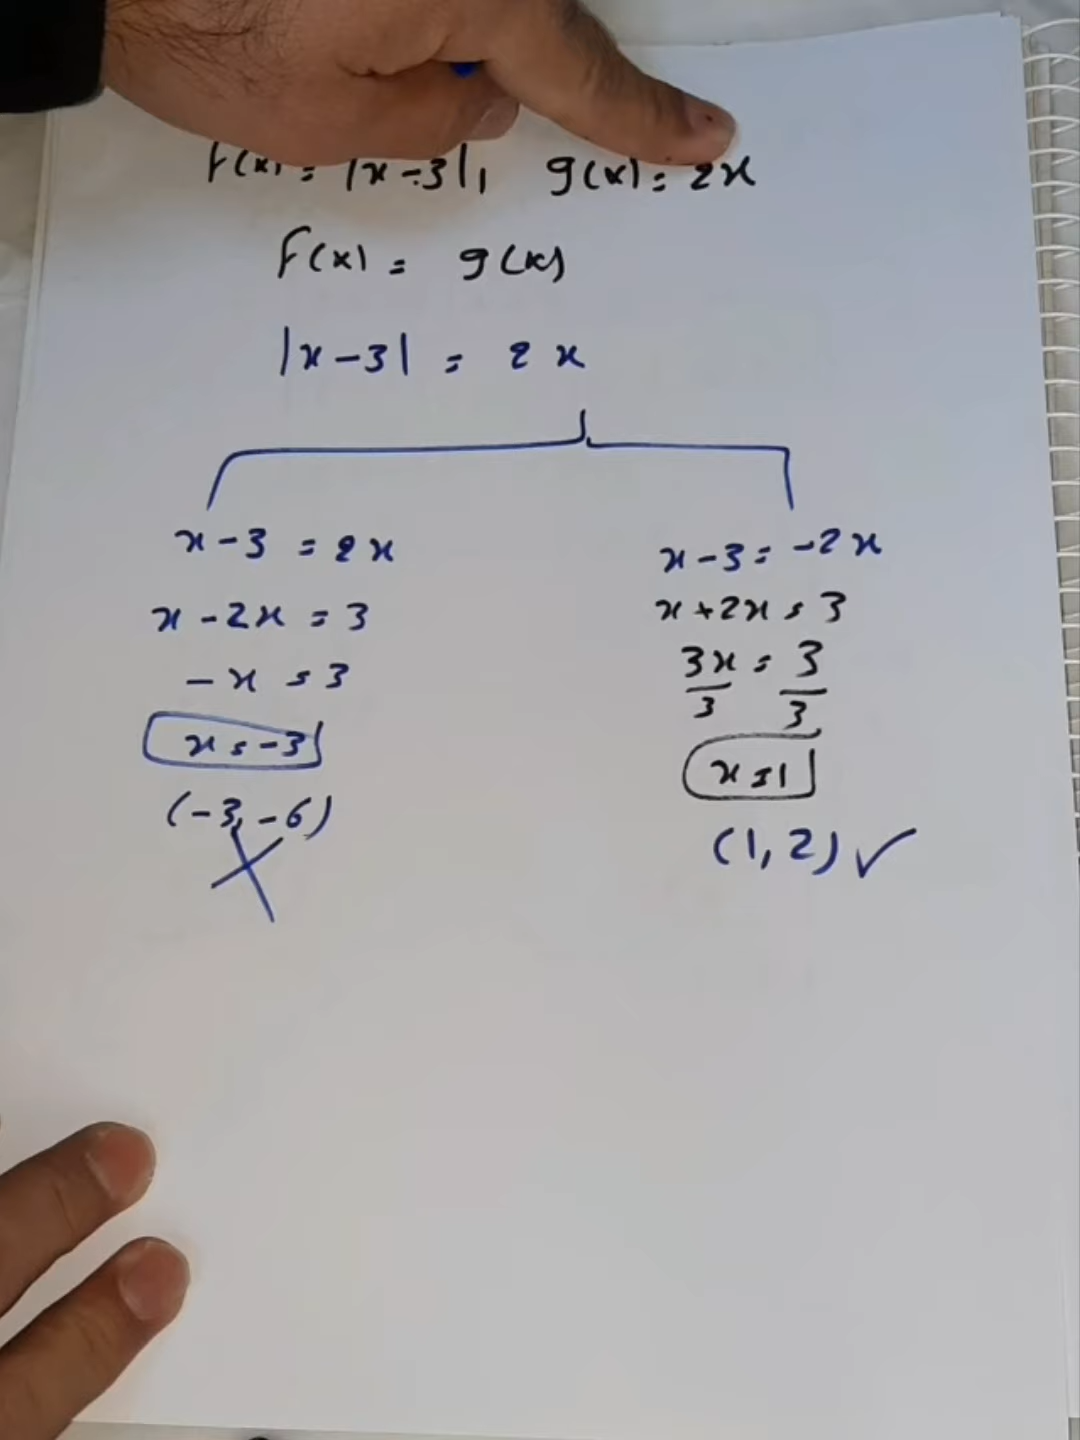 f(x) = |x-3|, g(x) = 2x
f(x) = g(x)
|x-3| = 2x
x-3 = 2x
x-2x = 3
-x = 3
x = -3
(-3, -6)
x-3 = -2x
x+2x = 3
3x/3 = 3/3
x = 1
(1, 2) ✓